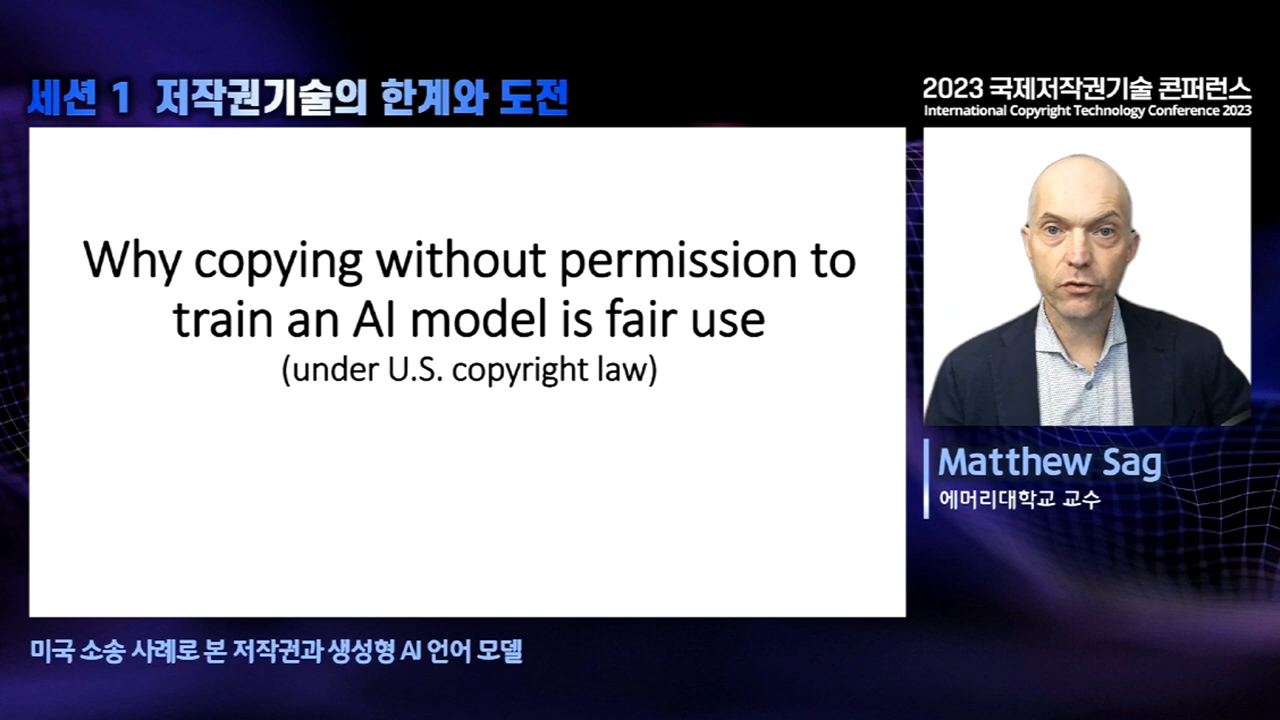 세션 1 저작권기술의 한계와 도전
2023 국제저작권기술 콘퍼런스
International Copyright Technology Conference 2023
Why copying without permission to
train an AI model is fair use
(under U.S. copyright law)
Matthew Sag
에머리대학교 교수
미국 소송 사례로 본 저작권과 생성형 AI 언어 모델